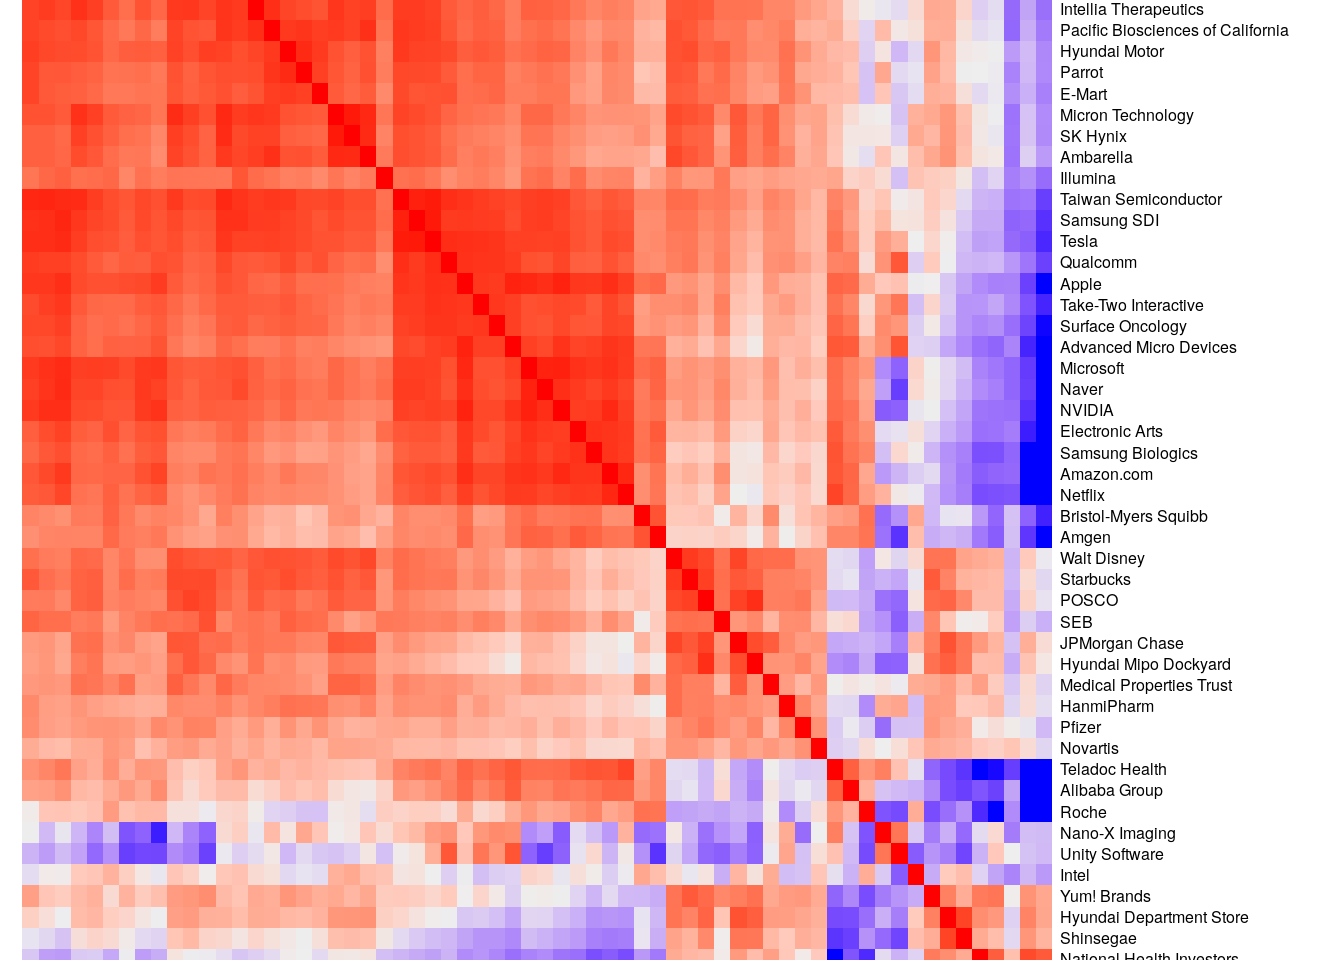 Intellia Therapeutics
Pacific Biosciences of California
Hyundai Motor
Parrot
E-Mart
Micron Technology
SK Hynix
Ambarella
Illumina
Taiwan Semiconductor
Samsung SDI
Tesla
Qualcomm
Apple
Take-Two Interactive
Surface Oncology
Advanced Micro Devices
Microsoft
Naver
NVIDIA
Electronic Arts
Samsung Biologics
Amazon.com
Netflix
Bristol-Myers Squibb
Amgen
Walt Disney
Starbucks
POSCO
SEB
JPMorgan Chase
Hyundai Mipo Dockyard
Medical Properties Trust
HanmiPharm
Pfizer
Novartis
Teladoc Health
Alibaba Group
Roche
Nano-X Imaging
Unity Software
Intel
Yum! Brands
Hyundai Department Store
Shinsegae
National Health Investors